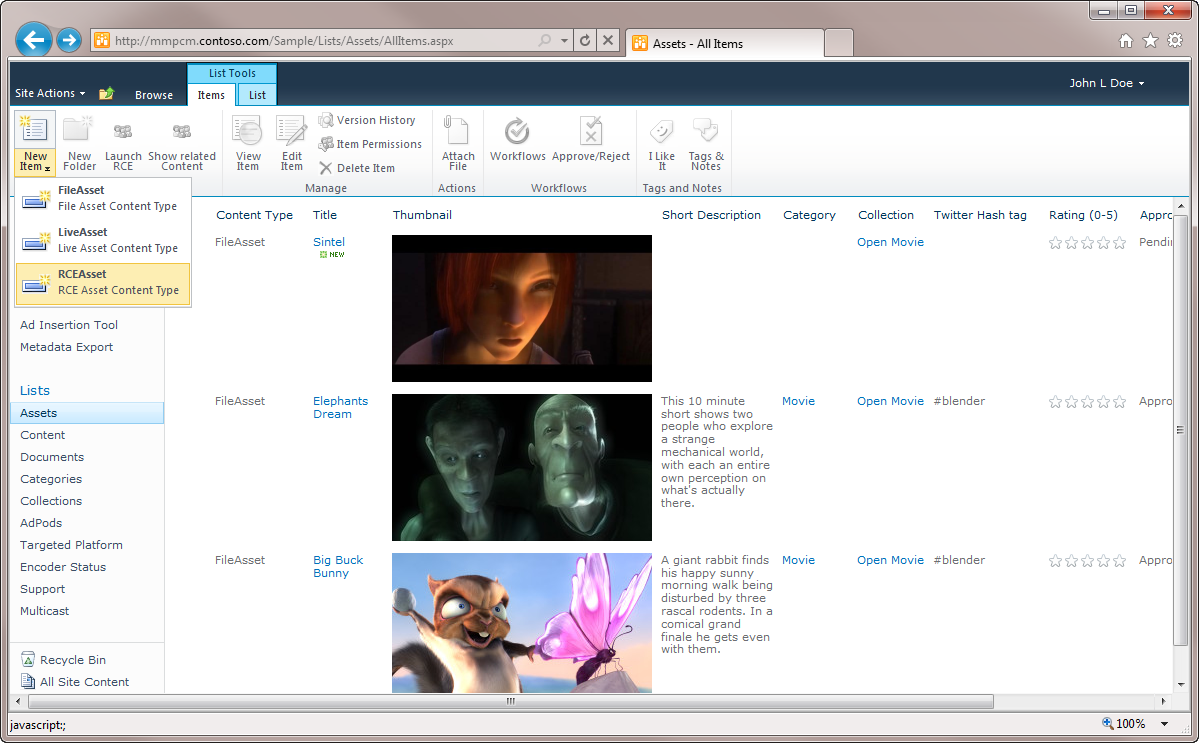 http://mmpcm.contoso.com/Sample/Lists/Assets/AllItems.aspx
Assets - All Items
Site Actions
Browse
List Tools
Items
List
John L Doe
New Item
New Folder
Launch RCE
Show related Content
View Item
Edit Item
Version History
Item Permissions
Delete Item
Manage
Attach File
Actions
Workflows
Approve/Reject
Workflows
I Like It
Tags & Notes
Tags and Notes
FileAsset
File Asset Content Type
LiveAsset
Live Asset Content Type
RCEAsset
RCE Asset Content Type
Ad Insertion Tool
Metadata Export
Lists
Assets
Content
Documents
Categories
Collections
AdPods
Targeted Platform
Encoder Status
Support
Multicast
Recycle Bin
All Site Content
Content Type
Title
Thumbnail
Short Description
Category
Collection
Twitter Hash tag
Rating (0-5)
Appro
FileAsset
Sintel
NEW
Open Movie
Pendin
FileAsset
Elephants
Dream
This 10 minute
short shows two
people who explore
a strange
mechanical world,
with each an entire
own perception on
what's actually
there.
Movie
Open Movie
#blender
Appro
FileAsset
Big Buck
Bunny
A giant rabbit finds
his happy sunny
morning walk being
disturbed by three
rascal rodents. In a
comical grand
finale he gets even
with them.
Movie
Open Movie
#blender
Appro
javascript:;
100%